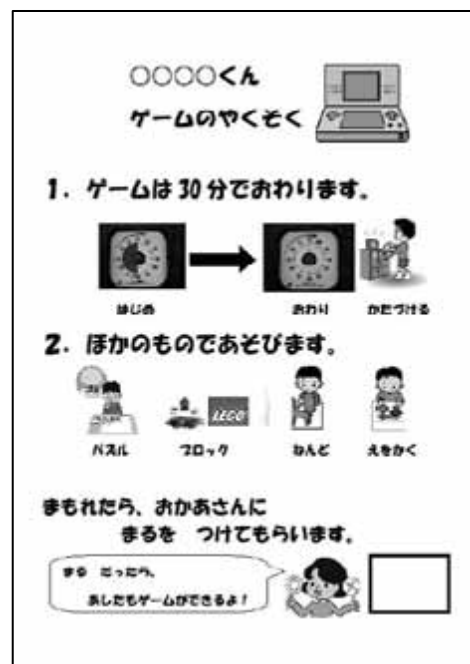 ○○○○くん
ゲームのやくそく
1. ゲームは30分でおわります。
はじめ おわり かたづける
2. ほかのものであそびます。
LEGO
パズル ブロック ねんど えをかく
まもれたら、おかあさんに
まるを つけてもらいます。
まる だったら、
あしたもゲームができるよ！